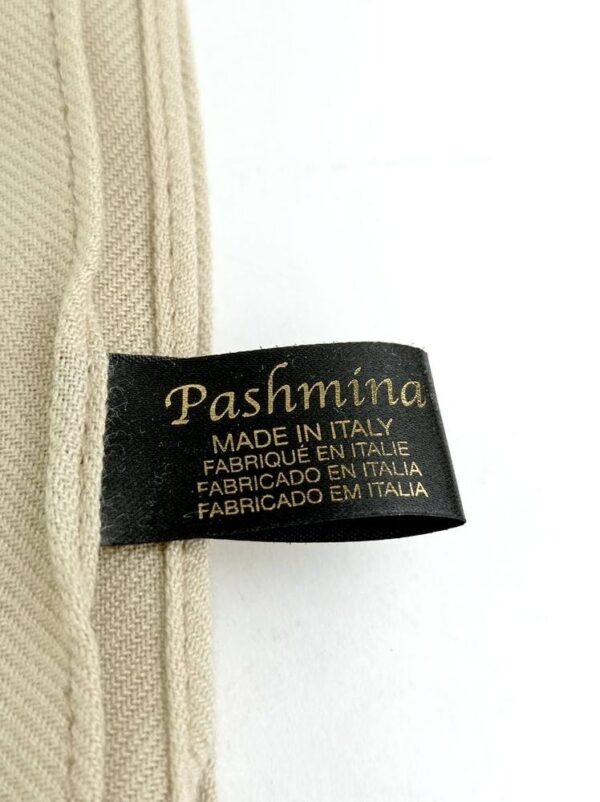 Pashmina
MADE IN ITALY
FABRIQUÉ EN ITALIE
FABRICADO EN ITALIA
FABRICADO EM ITALIA